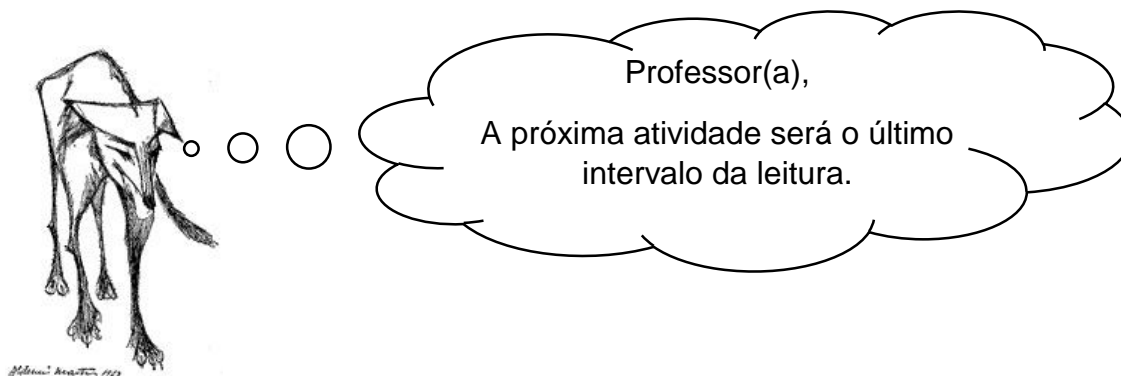 Professor(a),
A próxima atividade será o último
intervalo da leitura.